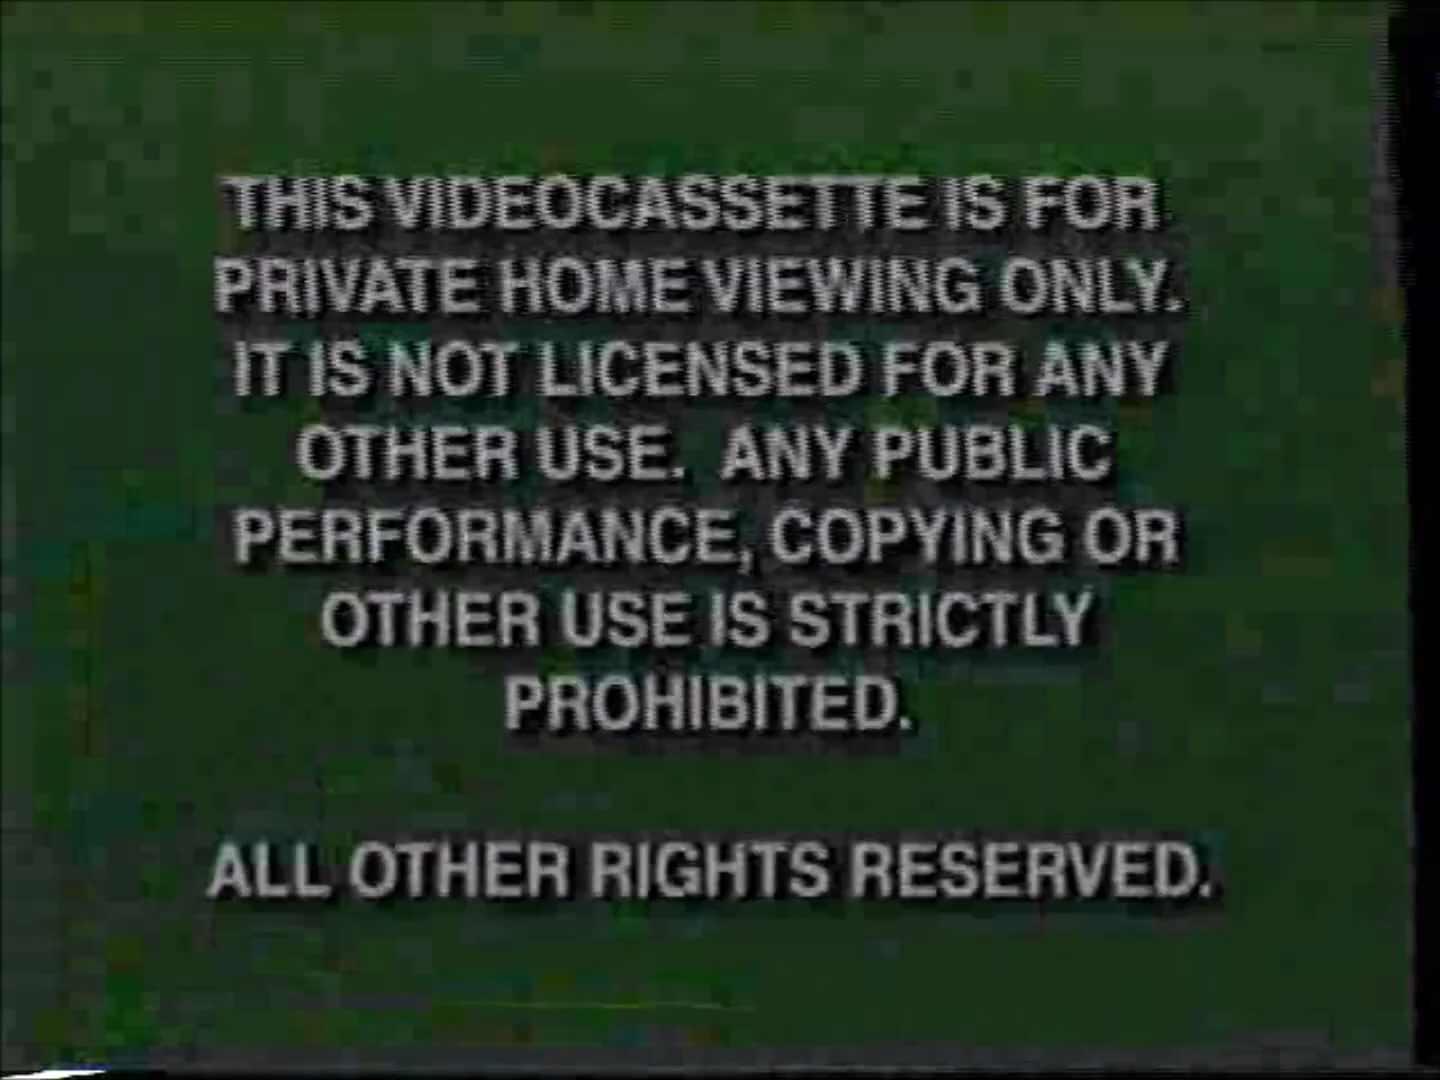 THIS VIDEOCASSETTE IS FOR
PRIVATE HOME VIEWING ONLY.
IT IS NOT LICENSED FOR ANY
OTHER USE.  ANY PUBLIC
PERFORMANCE, COPYING OR
OTHER USE IS STRICTLY
PROHIBITED.
ALL OTHER RIGHTS RESERVED.